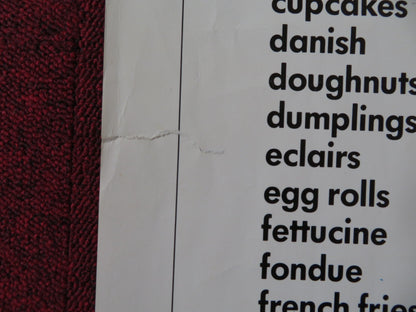 cupcakes
danish
doughnuts
dumplings
eclairs
egg rolls
fettucine
fondue
french fries